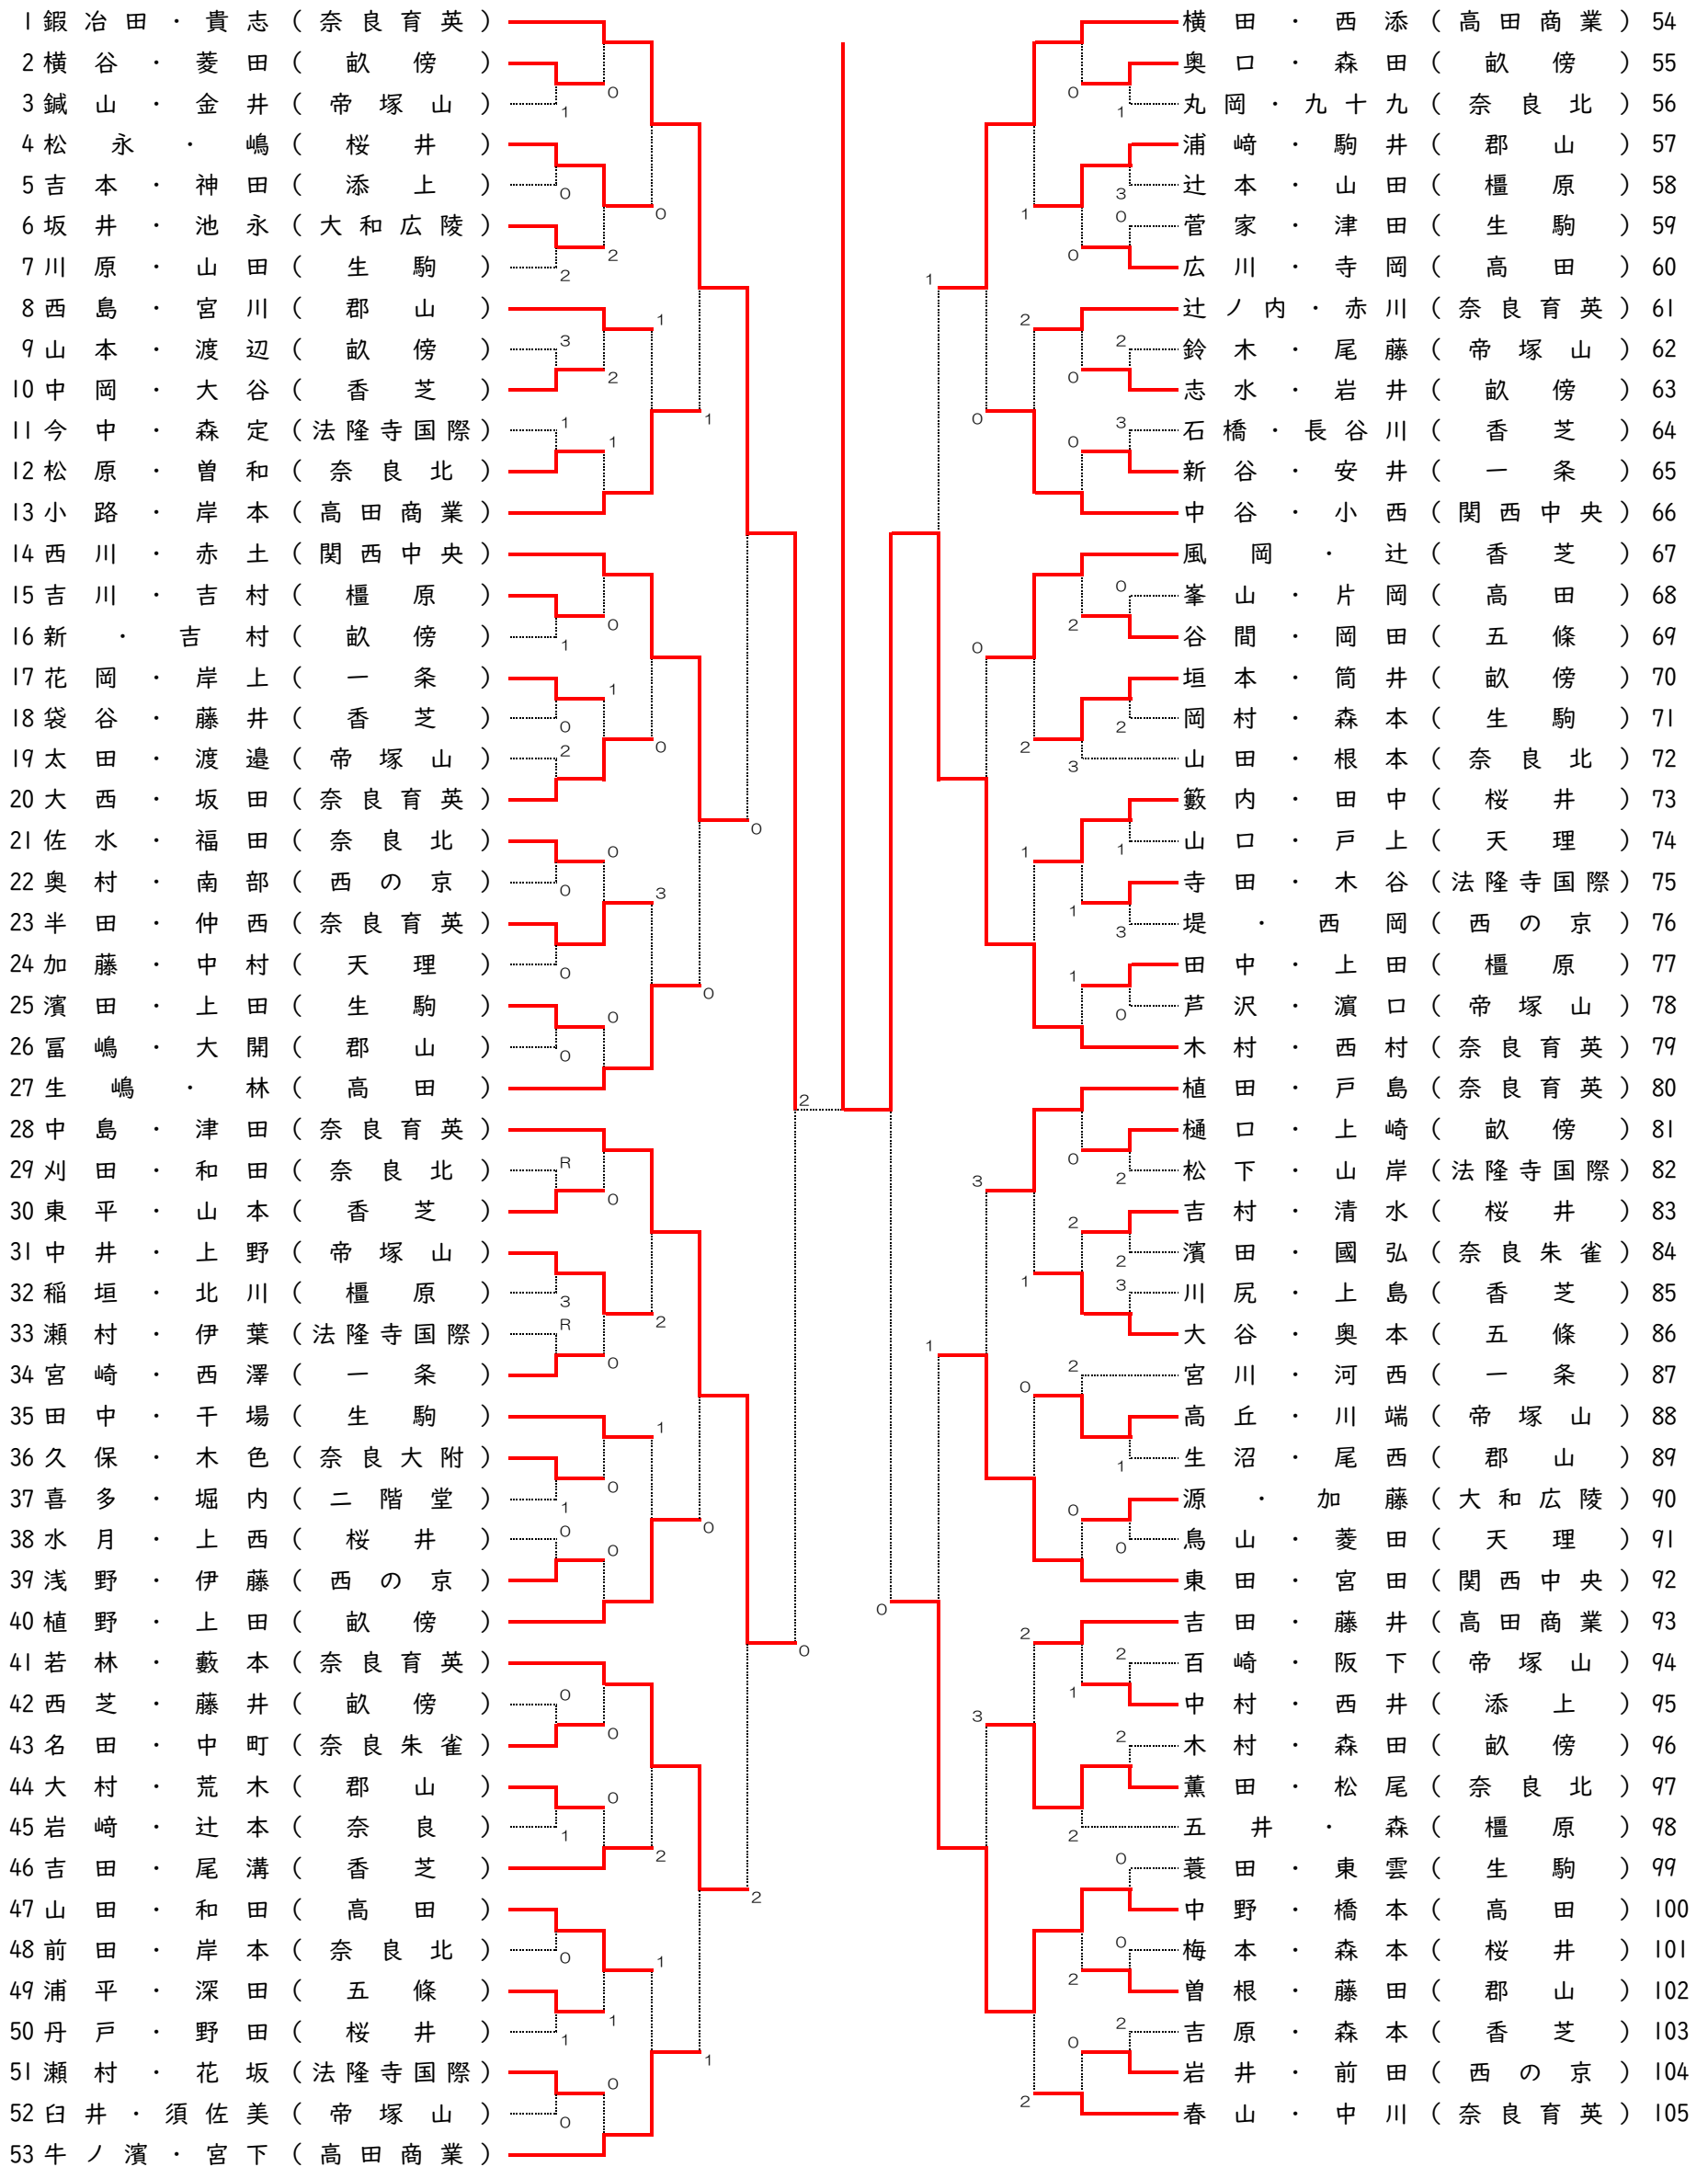 1 鍜冶田・貴志(奈良育英)
2 横谷・菱田(畝傍)
3 鍼山・金井(帝塚山)
4 松永・嶋(桜井)
5 吉本・神田(添上)
6 坂井・池永(大和広陵)
7 川原・山田(生駒)
8 西島・宮川(郡山)
9 山本・渡辺(畝傍)
10 中岡・大谷(香芝)
11 今中・森定(法隆寺国際)
12 松原・曽和(奈良北)
13 小路・岸本(高田商業)
14 西川・赤土(関西中央)
15 吉川・吉村(橿原)
16 新・吉村(畝傍)
17 花岡・岸上(一条)
18 袋谷・藤井(香芝)
19 太田・渡邉(帝塚山)
20 大西・坂田(奈良育英)
21 佐水・福田(奈良北)
22 奥村・南部(西の京)
23 半田・仲西(奈良育英)
24 加藤・中村(天理)
25 濱田・上田(生駒)
26 冨嶋・大開(郡山)
27 生嶋・林(高田)
28 中島・津田(奈良育英)
29 刈田・和田(奈良北)
30 東平・山本(香芝)
31 中井・上野(帝塚山)
32 稲垣・北川(橿原)
33 瀬村・伊葉(法隆寺国際)
34 宮崎・西澤(一条)
35 田中・干場(生駒)
36 久保・木色(奈良大附)
37 喜多・堀内(二階堂)
38 水月・上西(桜井)
39 浅野・伊藤(西の京)
40 植野・上田(畝傍)
41 若林・藪本(奈良育英)
42 西芝・藤井(畝傍)
43 名田・中町(奈良朱雀)
44 大村・荒木(郡山)
45 岩﨑・辻本(奈良)
46 吉田・尾溝(香芝)
47 山田・和田(高田)
48 前田・岸本(奈良北)
49 浦平・深田(五條)
50 丹戸・野田(桜井)
51 瀬村・花坂(法隆寺国際)
52 臼井・須佐美(帝塚山)
53 牛ノ濱・宮下(高田商業)
横田・西添(高田商業) 54
奥口・森田(畝傍) 55
丸岡・九十九(奈良北) 56
浦﨑・駒井(郡山) 57
辻本・山田(橿原) 58
菅家・津田(生駒) 59
広川・寺岡(高田) 60
辻ノ内・赤川(奈良育英) 61
鈴木・尾藤(帝塚山) 62
志水・岩井(畝傍) 63
石橋・長谷川(香芝) 64
新谷・安井(一条) 65
中谷・小西(関西中央) 66
風岡・辻(香芝) 67
峯山・片岡(高田) 68
谷間・岡田(五條) 69
垣本・筒井(畝傍) 70
岡村・森本(生駒) 71
山田・根本(奈良北) 72
籔内・田中(桜井) 73
山口・戸上(天理) 74
寺田・木谷(法隆寺国際) 75
堤・西岡(西の京) 76
田中・上田(橿原) 77
芦沢・濵口(帝塚山) 78
木村・西村(奈良育英) 79
植田・戸島(奈良育英) 80
樋口・上崎(畝傍) 81
松下・山岸(法隆寺国際) 82
吉村・清水(桜井) 83
濱田・國弘(奈良朱雀) 84
川尻・上島(香芝) 85
大谷・奥本(五條) 86
宮川・河西(一条) 87
高丘・川端(帝塚山) 88
生沼・尾西(郡山) 89
源・加藤(大和広陵) 90
鳥山・菱田(天理) 91
東田・宮田(関西中央) 92
吉田・藤井(高田商業) 93
百崎・阪下(帝塚山) 94
中村・西井(添上) 95
木村・森田(畝傍) 96
薫田・松尾(奈良北) 97
五井・森(橿原) 98
蓑田・東雲(生駒) 99
中野・橋本(高田) 100
梅本・森本(桜井) 101
曽根・藤田(郡山) 102
吉原・森本(香芝) 103
岩井・前田(西の京) 104
春山・中川(奈良育英) 105